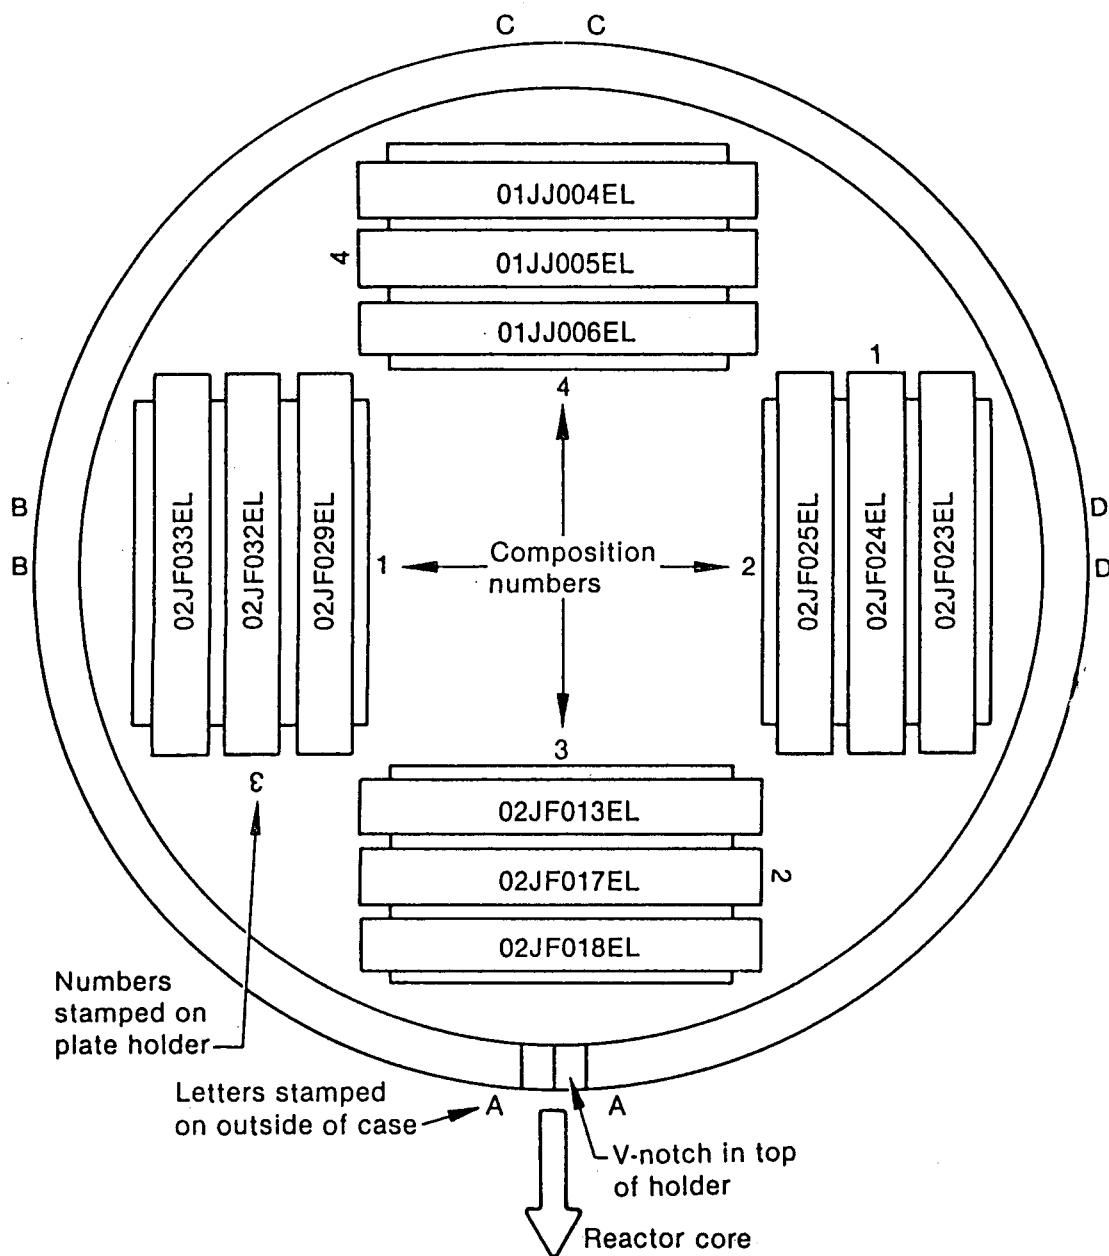 C C
01JJ004EL
4
01JJ005EL
01JJ006EL
4
1
02JF033EL
02JF032EL
02JF029EL
02JF025EL
02JF024EL
02JF023EL
B
B
D
D
1
Composition
numbers
2
3
3
02JF013EL
02JF017EL
2
02JF018EL
Numbers
stamped on
plate holder
Letters stamped
on outside of case
A A
V-notch in top
of holder
Reactor core